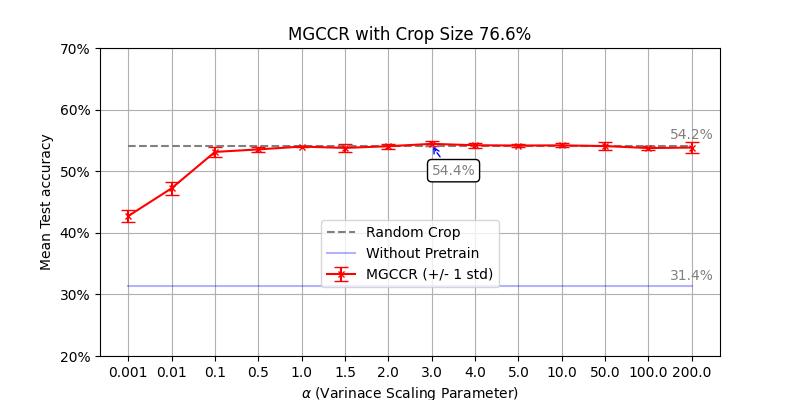 MGCCR with Crop Size 76.6%
70%
60%
50%
40%
30%
20%
Mean Test accuracy
54.2%
54.4%
31.4%
Random Crop
Without Pretrain
MGCCR (+/- 1 std)
0.001 0.01 0.1 0.5 1.0 1.5 2.0 3.0 4.0 5.0 10.0 50.0 100.0 200.0
α (Varinace Scaling Parameter)